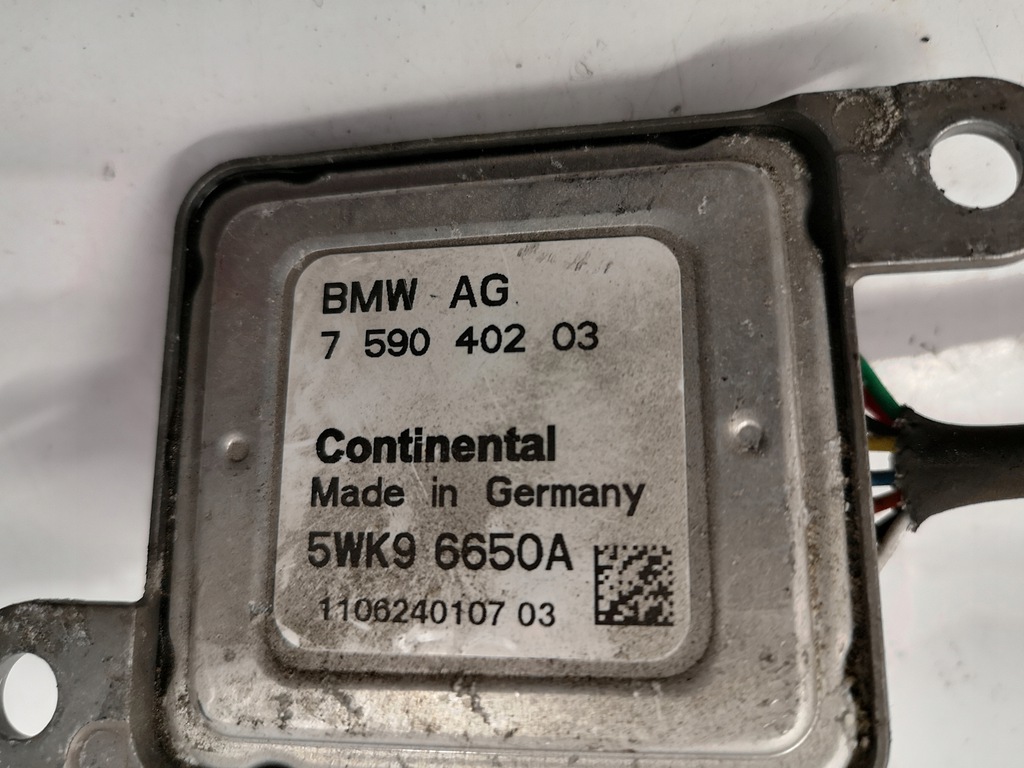 BMW AG
7 590 402 03
Continental
Made in Germany
5WK9 6650A
1106240107 03